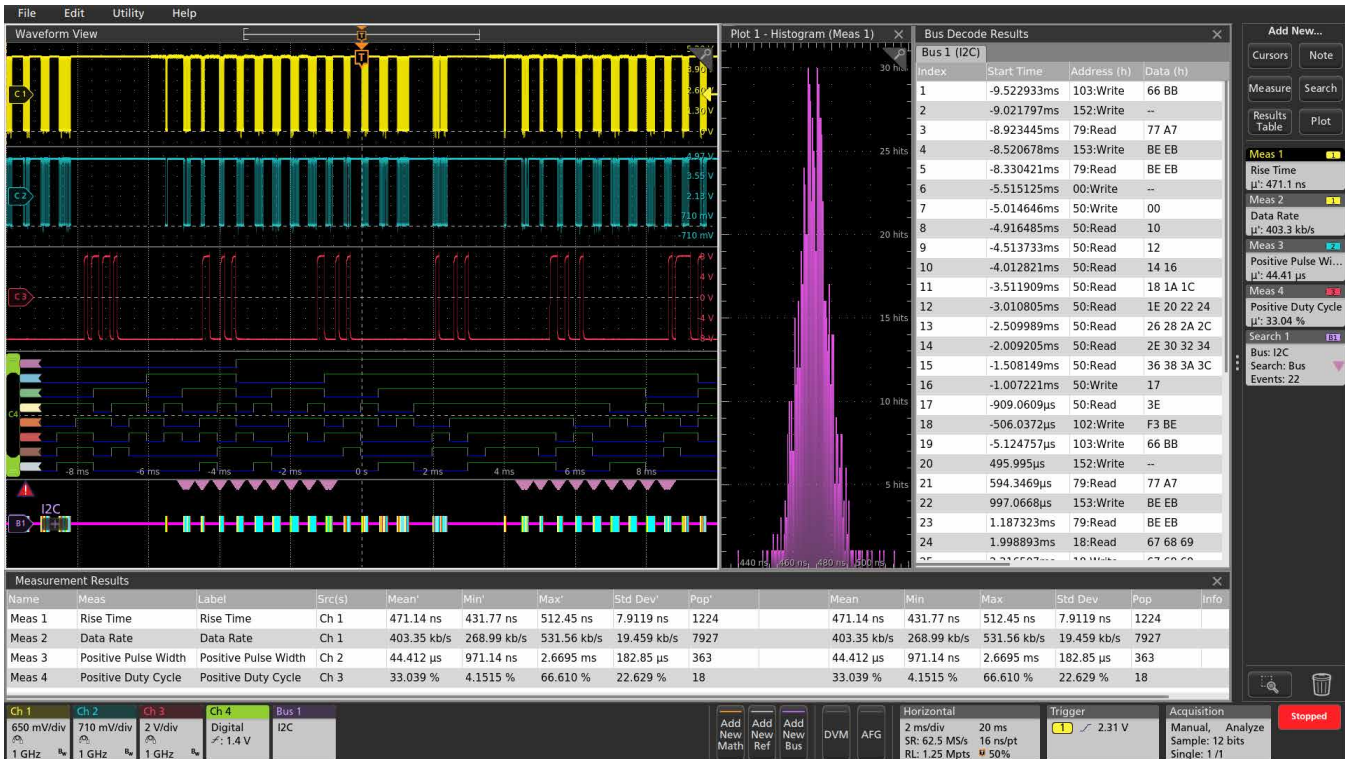 File Edit Utility Help
Waveform View
C1
1.30 V
0 V
C2
4.97 V
3.55 V
2.13 V
710 mV
-710 mV
C3
8 V
4 V
0 V
-4 V
-8 V
C4
-8 ms -6 ms -4 ms -2 ms 0 s 2 ms 4 ms 6 ms 8 ms
I2C
B1
Plot 1 - Histogram (Meas 1)
30 hits
25 hits
20 hits
15 hits
10 hits
5 hits
440 ns 460 ns 480 ns 500 ns
Bus Decode Results
Bus 1 (I2C)
Index Start Time Address (h) Data (h)
1 -9.522933ms 103:Write 66 BB
2 -9.021797ms 152:Write --
3 -8.923445ms 79:Read 77 A7
4 -8.520678ms 153:Write BE EB
5 -8.330421ms 79:Read BE EB
6 -5.515125ms 00:Write --
7 -5.014646ms 50:Write 00
8 -4.916485ms 50:Read 10
9 -4.513733ms 50:Read 12
10 -4.012821ms 50:Read 14 16
11 -3.511909ms 50:Read 18 1A 1C
12 -3.010805ms 50:Read 1E 20 22 24
13 -2.509989ms 50:Read 26 28 2A 2C
14 -2.009205ms 50:Read 2E 30 32 34
15 -1.508149ms 50:Read 36 38 3A 3C
16 -1.007221ms 50:Write 17
17 -909.0609µs 50:Read 3E
18 -506.0372µs 102:Write F3 BE
19 -5.124757µs 103:Write 66 BB
20 495.995µs 152:Write --
21 594.3469µs 79:Read 77 A7
22 997.0668µs 153:Write BE EB
23 1.187323ms 79:Read BE EB
24 1.998893ms 18:Read 67 68 69
Add New...
Cursors Note
Measure Search
Results Table Plot
Meas 1 1
Rise Time
µ': 471.1 ns
Meas 2 1
Data Rate
µ': 403.3 kb/s
Meas 3 2
Positive Pulse Wi...
µ': 44.41 µs
Meas 4 3
Positive Duty Cycle
µ': 33.04 %
Search 1 B1
Bus: I2C
Search: Bus
Events: 22
Measurement Results
Name Meas Label Src(s) Mean' Min' Max' Std Dev' Pop' Mean Min Max Std Dev Pop Info
Meas 1 Rise Time Rise Time Ch 1 471.14 ns 431.77 ns 512.45 ns 7.9119 ns 1224 471.14 ns 431.77 ns 512.45 ns 7.9119 ns 1224
Meas 2 Data Rate Data Rate Ch 1 403.35 kb/s 268.99 kb/s 531.56 kb/s 19.459 kb/s 7927 403.35 kb/s 268.99 kb/s 531.56 kb/s 19.459 kb/s 7927
Meas 3 Positive Pulse Width Positive Pulse Width Ch 2 44.412 µs 971.14 ns 2.6695 ms 182.85 µs 363 44.412 µs 971.14 ns 2.6695 ms 182.85 µs 363
Meas 4 Positive Duty Cycle Positive Duty Cycle Ch 3 33.039 % 4.1515 % 66.610 % 22.629 % 18 33.039 % 4.1515 % 66.610 % 22.629 % 18
Ch 1
650 mV/div
1 GHz Bw
Ch 2
710 mV/div
1 GHz Bw
Ch 3
2 V/div
1 GHz Bw
Ch 4
Digital
: 1.4 V
Bus 1
I2C
Add New Math
Add New Ref
Add New Bus
DVM
AFG
Horizontal
2 ms/div 20 ms
SR: 62.5 MS/s 16 ns/pt
RL: 1.25 Mpts 50%
Trigger
1 2.31 V
Acquisition
Manual, Analyze
Sample: 12 bits
Single: 1 /1
Stopped